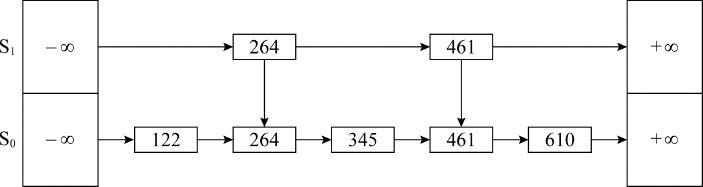 S₁ −∞ 264 461 +∞
S₀ −∞ 122 264 345 461 610 +∞